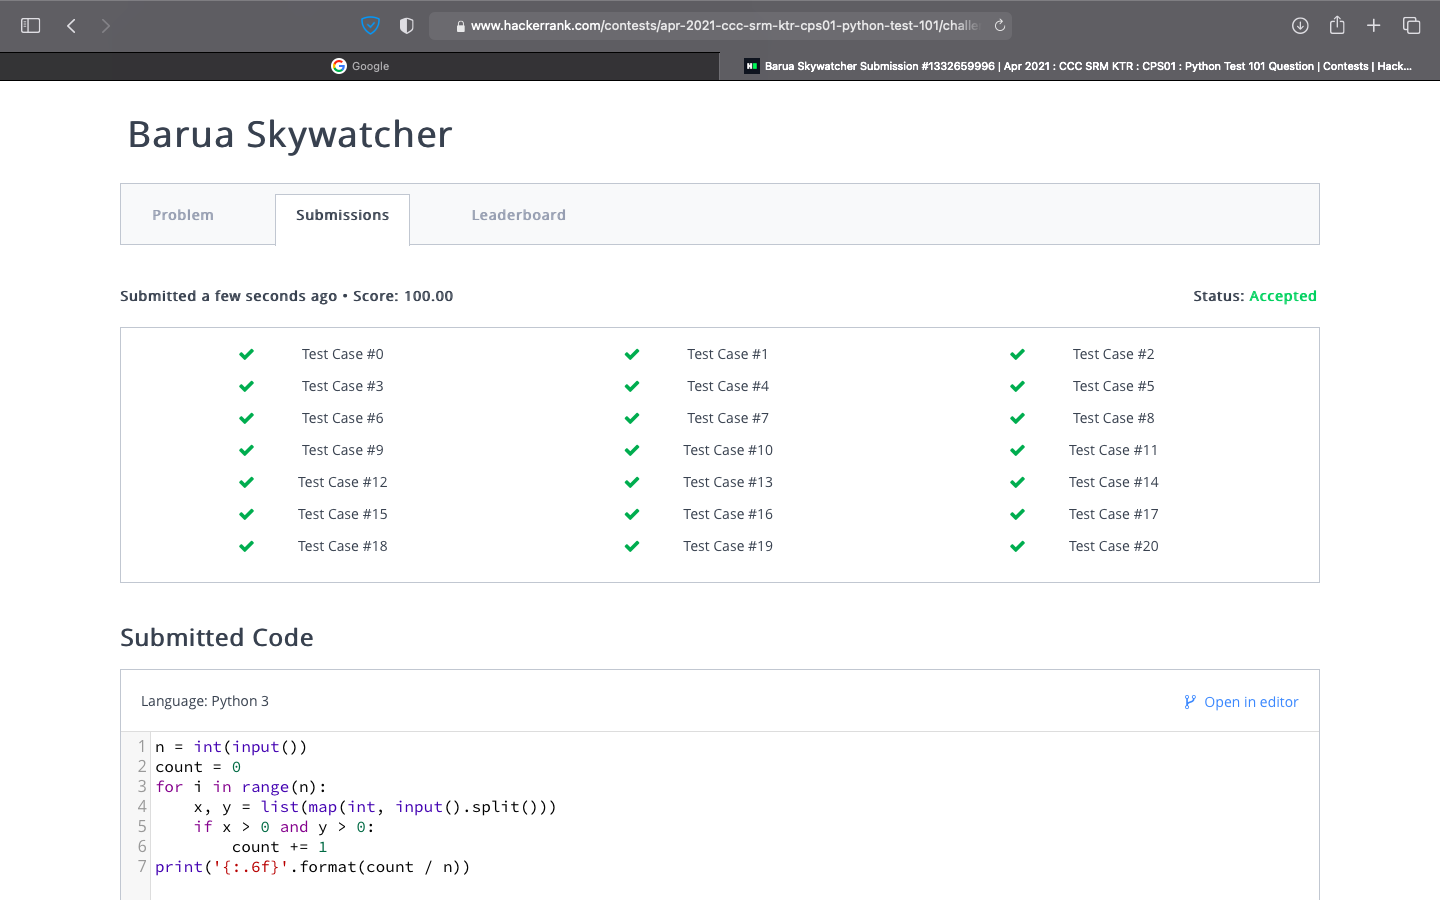 www.hackerrank.com/contests/apr-2021-ccc-srm-ktr-cps01-python-test-101/challe
Google
Barua Skywatcher Submission #1332659996 | Apr 2021 : CCC SRM KTR : CPS01 : Python Test 101 Question | Contests | Hack...
Barua Skywatcher
Problem Submissions Leaderboard
Submitted a few seconds ago • Score: 100.00 Status: Accepted
Test Case #0 Test Case #1 Test Case #2
Test Case #3 Test Case #4 Test Case #5
Test Case #6 Test Case #7 Test Case #8
Test Case #9 Test Case #10 Test Case #11
Test Case #12 Test Case #13 Test Case #14
Test Case #15 Test Case #16 Test Case #17
Test Case #18 Test Case #19 Test Case #20
Submitted Code
Language: Python 3 Open in editor
1 n = int(input())
2 count = 0
3 for i in range(n):
4     x, y = list(map(int, input().split()))
5     if x > 0 and y > 0:
6         count += 1
7 print('{:.6f}'.format(count / n))